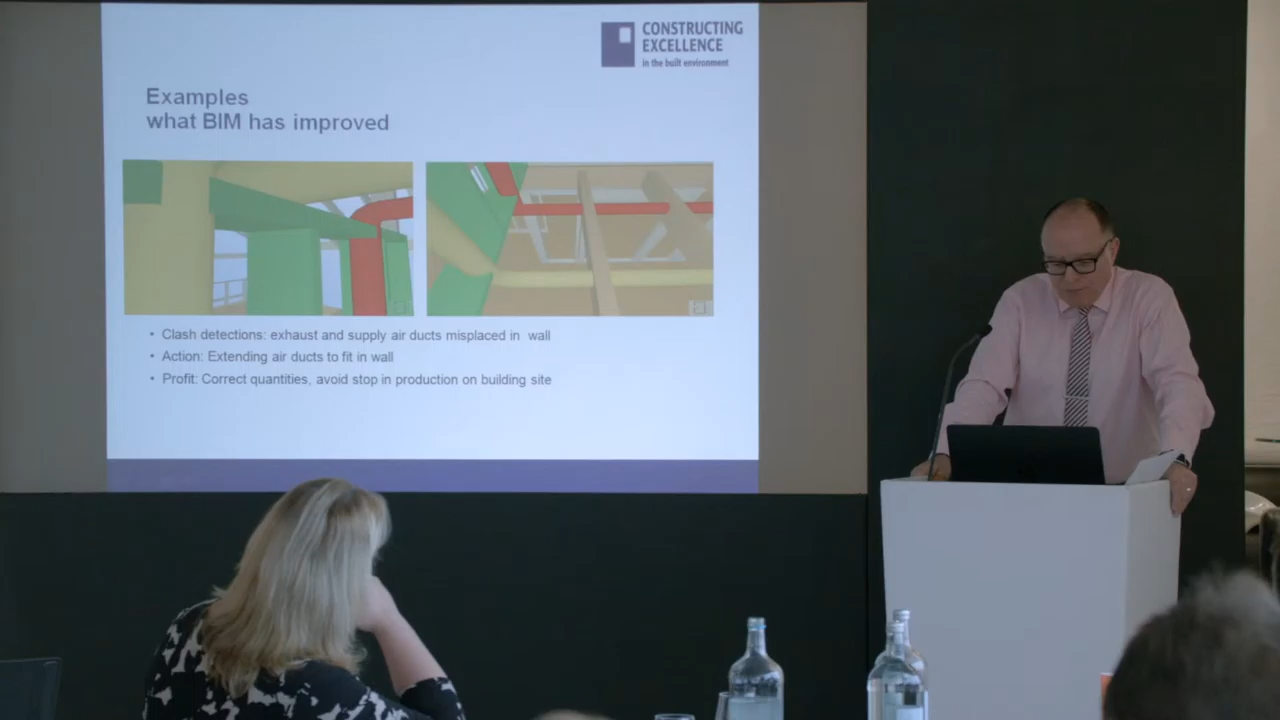 CONSTRUCTING
EXCELLENCE
in the built environment
Examples
what BIM has improved
• Clash detections: exhaust and supply air ducts misplaced in wall
• Action: Extending air ducts to fit in wall
• Profit: Correct quantities, avoid stop in production on building site